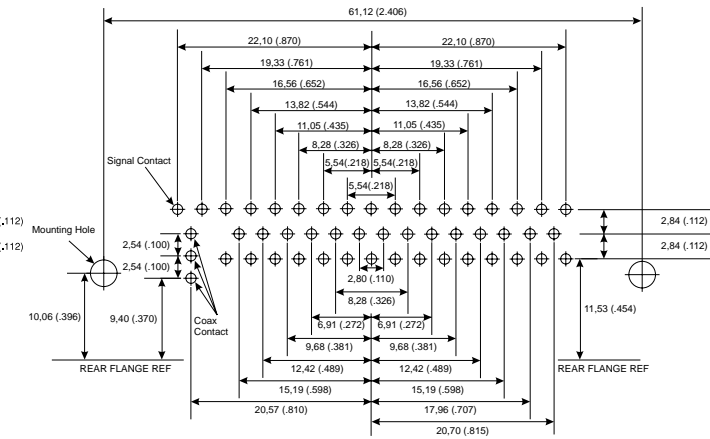 61,12 (2.406)
22,10 (.870) 22,10 (.870)
19,33 (.761) 19,33 (.761)
16,56 (.652) 16,56 (.652)
13,82 (.544) 13,82 (.544)
11,05 (.435) 11,05 (.435)
8,28 (.326) 8,28 (.326)
5,54(.218) 5,54(.218)
5,54(.218)
Signal Contact
(.112) 2,84 (.112)
Mounting Hole
2,54 (.100)
(.112) 2,84 (.112)
2,54 (.100)
2,80 (.110)
8,28 (.326)
10,06 (.396) 9,40 (.370) 11,53 (.454)
Coax
Contact
6,91 (.272) 6,91 (.272)
9,68 (.381) 9,68 (.381)
REAR FLANGE REF REAR FLANGE REF
12,42 (.489) 12,42 (.489)
15,19 (.598) 15,19 (.598)
20,57 (.810) 17,96 (.707)
20,70 (.815)